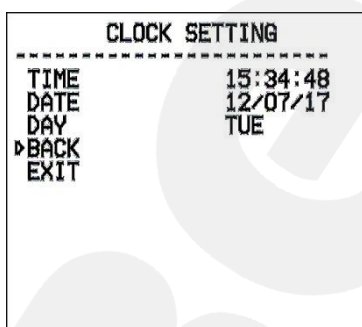 CLOCK SETTING
TIME 15:34:48
DATE 12/07/17
DAY TUE
BACK
EXIT